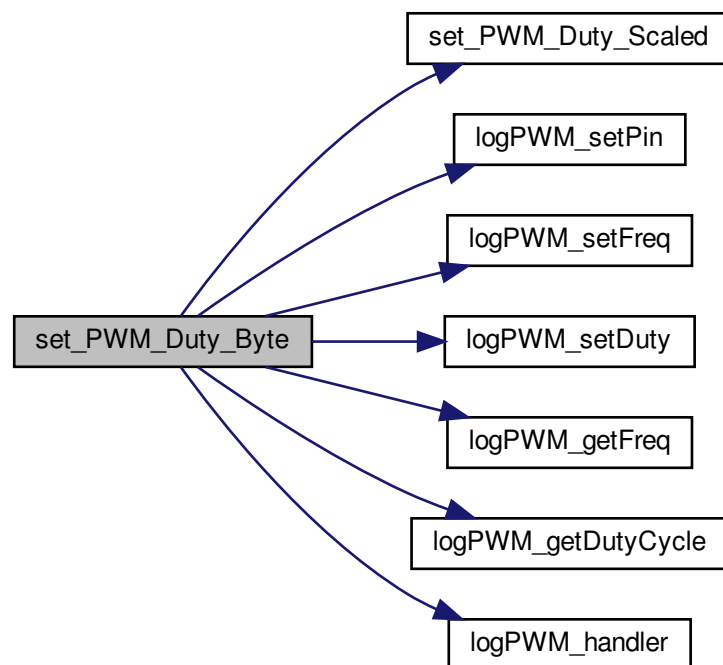 set_PWM_Duty_Scaled
logPWM_setPin
logPWM_setFreq
set_PWM_Duty_Byte
logPWM_setDuty
logPWM_getFreq
logPWM_getDutyCycle
logPWM_handler